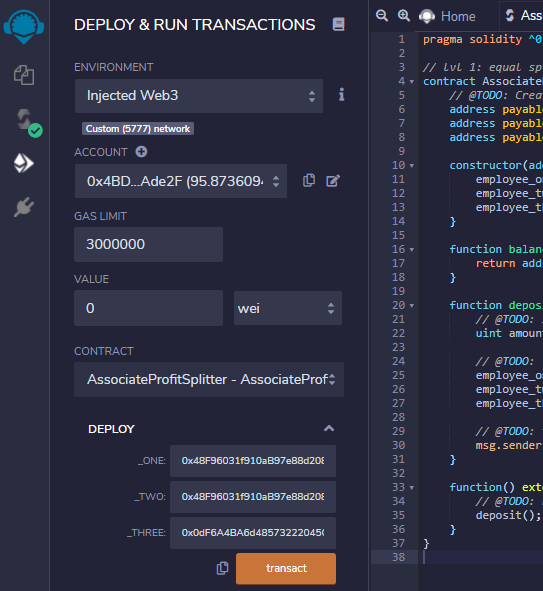 DEPLOY & RUN TRANSACTIONS
ENVIRONMENT
Injected Web3
Custom (5777) network
ACCOUNT
0x4BD...Ade2F (95.8736094
GAS LIMIT
3000000
VALUE
0 wei
CONTRACT
AssociateProfitSplitter - AssociateProf
DEPLOY
_ONE: 0x48F96031f910aB97e88d208
_TWO: 0x48F96031f910aB97e88d208
_THREE: 0x0dF6A4BA6d48573222045
transact
Home Ass
1 pragma solidity ^0
2
3 // lvl 1: equal sp
4 contract Associate
5 // @TODO: Crea
6 address payabl
7 address payabl
8 address payabl
9
10 constructor(ad
11 employee_o
12 employee_t
13 employee_t
14 }
15
16 function balan
17 return add
18 }
19
20 function depos
21 // @TODO:
22 uint amoun
23
24 // @TODO:
25 employee_o
26 employee_t
27 employee_t
28
29 // @TODO:
30 msg.sender
31 }
32
33 function() ext
34 // @TODO:
35 deposit();
36 }
37 }
38